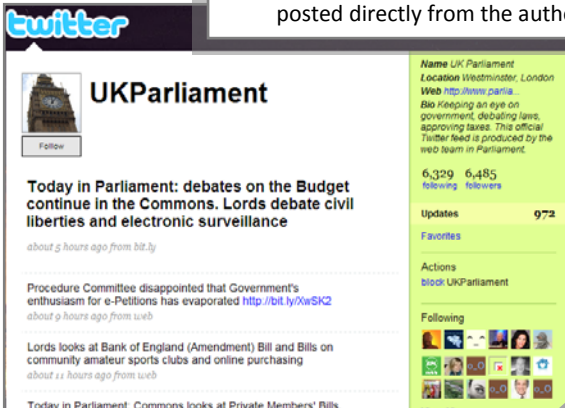 posted directly from the autho
twitter
UKParliament
Follow
Today in Parliament: debates on the Budget
continue in the Commons. Lords debate civil
liberties and electronic surveillance
about 5 hours ago from bit.ly
Procedure Committee disappointed that Government's
enthusiasm for e-Petitions has evaporated http://bit.ly/XwSK2
about 9 hours ago from web
Lords looks at Bank of England (Amendment) Bill and Bills on
community amateur sports clubs and online purchasing
about 11 hours ago from web
Today in Parliament: Commons looks at Private Members' Bills
Name UK Parliament
Location Westminster, London
Web http://www.parlia...
Bio Keeping an eye on
government, debating laws,
approving taxes. This official
Twitter feed is produced by the
web team in Parliament.
6,329 6,485
following followers
Updates 972
Favorites
Actions
block UKParliament
Following